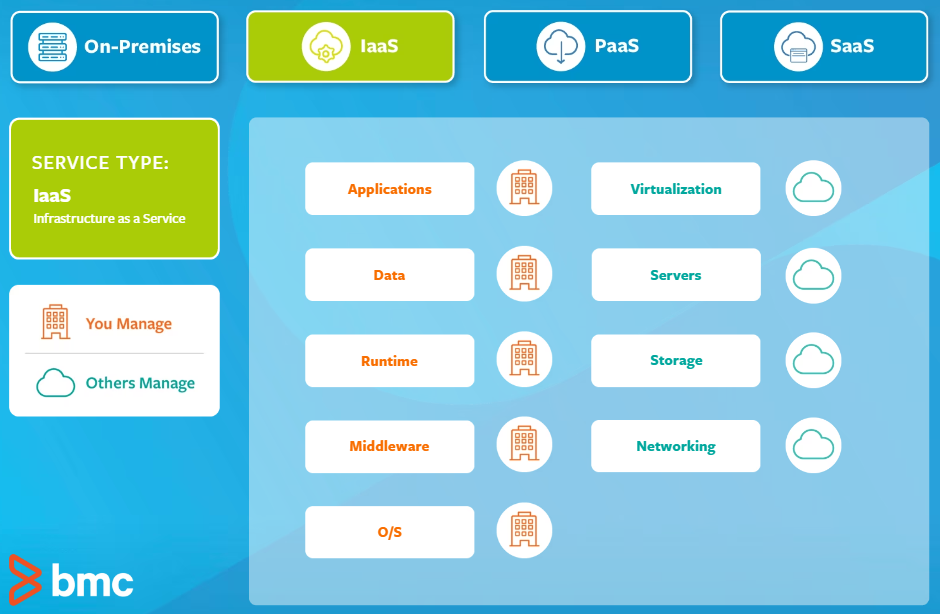 On-Premises
IaaS
PaaS
SaaS
SERVICE TYPE:
IaaS
Infrastructure as a Service
You Manage
Others Manage
Applications
Virtualization
Data
Servers
Runtime
Storage
Middleware
Networking
O/S
bmc